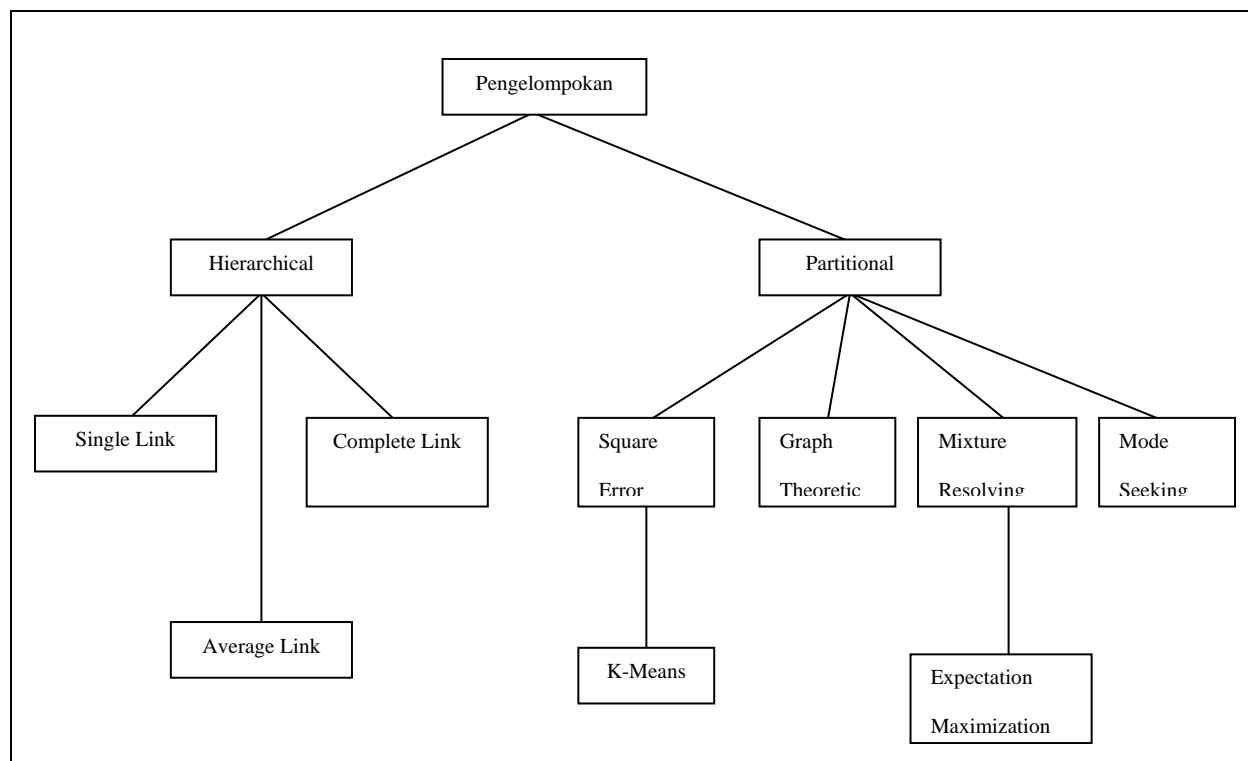 Pengelompokan
Hierarchical
Partitional
Single Link
Complete Link
Square
Error
Graph
Theoretic
Mixture
Resolving
Mode
Seeking
Average Link
K-Means
Expectation
Maximization